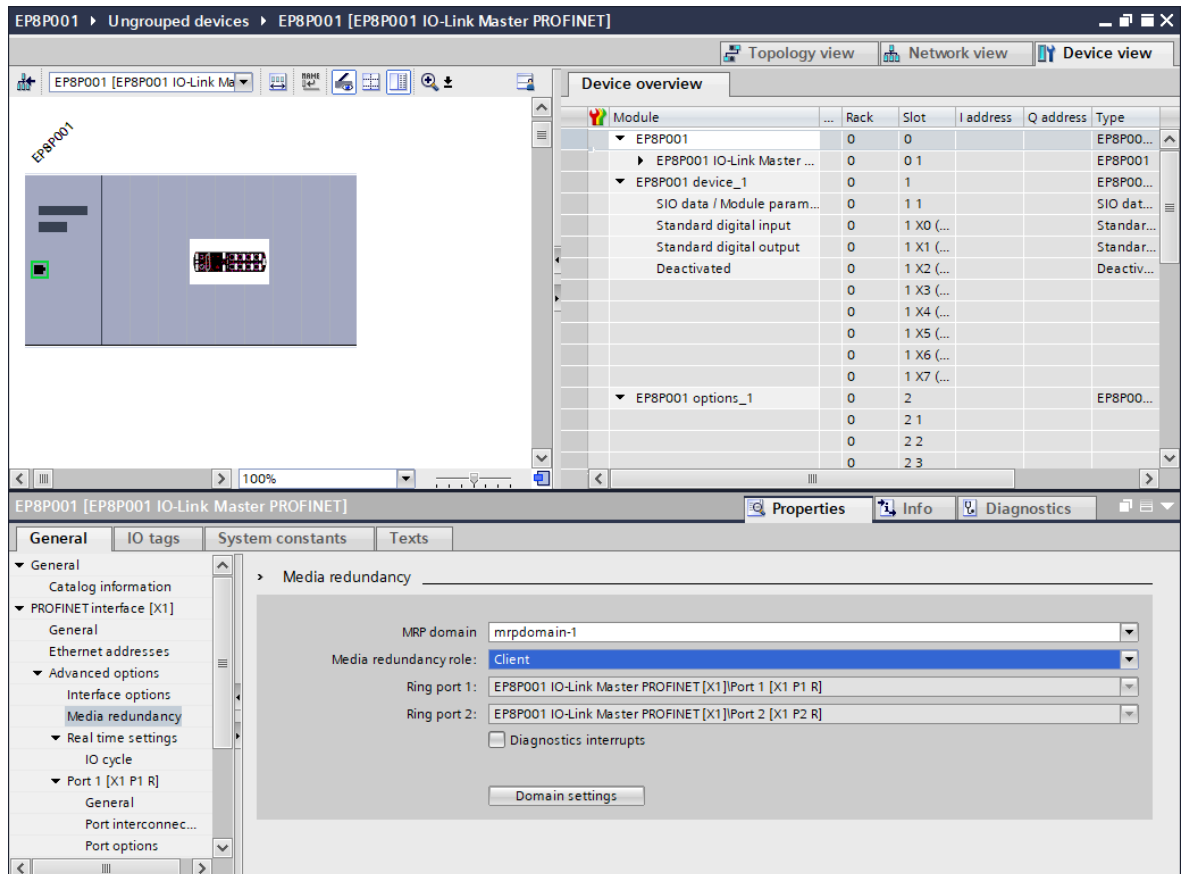 EP8P001 ▸ Ungrouped devices ▸ EP8P001 [EP8P001 IO-Link Master PROFINET]
Topology view Network view Device view
EP8P001 [EP8P001 IO-Link Ma
Device overview
EP8P001
Module ... Rack Slot I address Q address Type
EP8P001 0 0 EP8P00...
EP8P001 IO-Link Master ... 0 0 1 EP8P001
EP8P001 device_1 0 1 EP8P00...
SIO data / Module param... 0 1 1 SIO dat...
Standard digital input 0 1 X0 (... Standar...
Standard digital output 0 1 X1 (... Standar...
Deactivated 0 1 X2 (... Deactiv...
0 1 X3 (...
0 1 X4 (...
0 1 X5 (...
0 1 X6 (...
0 1 X7 (...
EP8P001 options_1 0 2 EP8P00...
0 2 1
0 2 2
0 2 3
100%
EP8P001 [EP8P001 IO-Link Master PROFINET]
Properties Info Diagnostics
General IO tags System constants Texts
General
Catalog information
PROFINET interface [X1]
General
Ethernet addresses
Advanced options
Interface options
Media redundancy
Real time settings
IO cycle
Port 1 [X1 P1 R]
General
Port interconnec...
Port options
Media redundancy
MRP domain mrpdomain-1
Media redundancy role: Client
Ring port 1: EP8P001 IO-Link Master PROFINET [X1]\Port 1 [X1 P1 R]
Ring port 2: EP8P001 IO-Link Master PROFINET [X1]\Port 2 [X1 P2 R]
Diagnostics interrupts
Domain settings